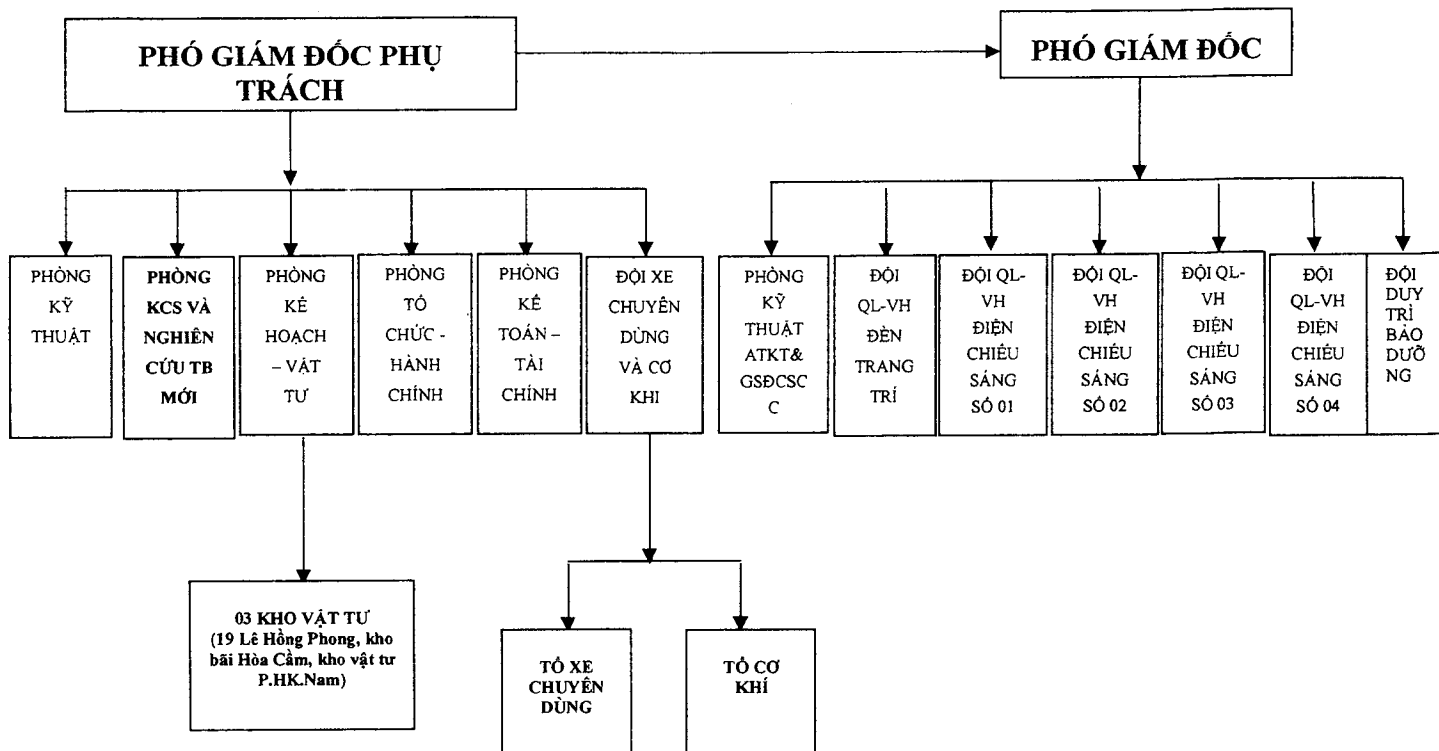 PHÓ GIÁM ĐỐC PHỤ
TRÁCH
PHÓ GIÁM ĐỐC
PHÒNG
KỸ
THUẬT
PHÒNG
KCS VÀ
NGHIÊN
CỨU TB
MỚI
PHÒNG
KẾ
HOẠCH
– VẬT
TƯ
PHÒNG
TỔ
CHỨC -
HÀNH
CHÍNH
PHÒNG
KẾ
TOÁN –
TÀI
CHÍNH
ĐỘI XE
CHUYÊN
DÙNG
VÀ CƠ
KHI
PHÒNG
KỸ
THUẬT
ATKT&
GSĐCSC
C
ĐỘI
QL-VH
ĐÈN
TRANG
TRÍ
ĐỘI QL-
VH
ĐIỆN
CHIẾU
SÁNG
SỐ 01
ĐỘI QL-
VH
ĐIỆN
CHIẾU
SÁNG
SỐ 02
ĐỘI QL-
VH
ĐIỆN
CHIẾU
SÁNG
SỐ 03
ĐỘI
QL-VH
ĐIỆN
CHIẾU
SÁNG
SỐ 04
ĐỘI
DUY
TRÌ
BẢO
DƯỠ
NG
03 KHO VẬT TƯ
(19 Lê Hồng Phong, kho
bãi Hòa Cầm, kho vật tư
P.HK.Nam)
TỔ XE
CHUYÊN
DÙNG
TỔ CƠ
KHÍ